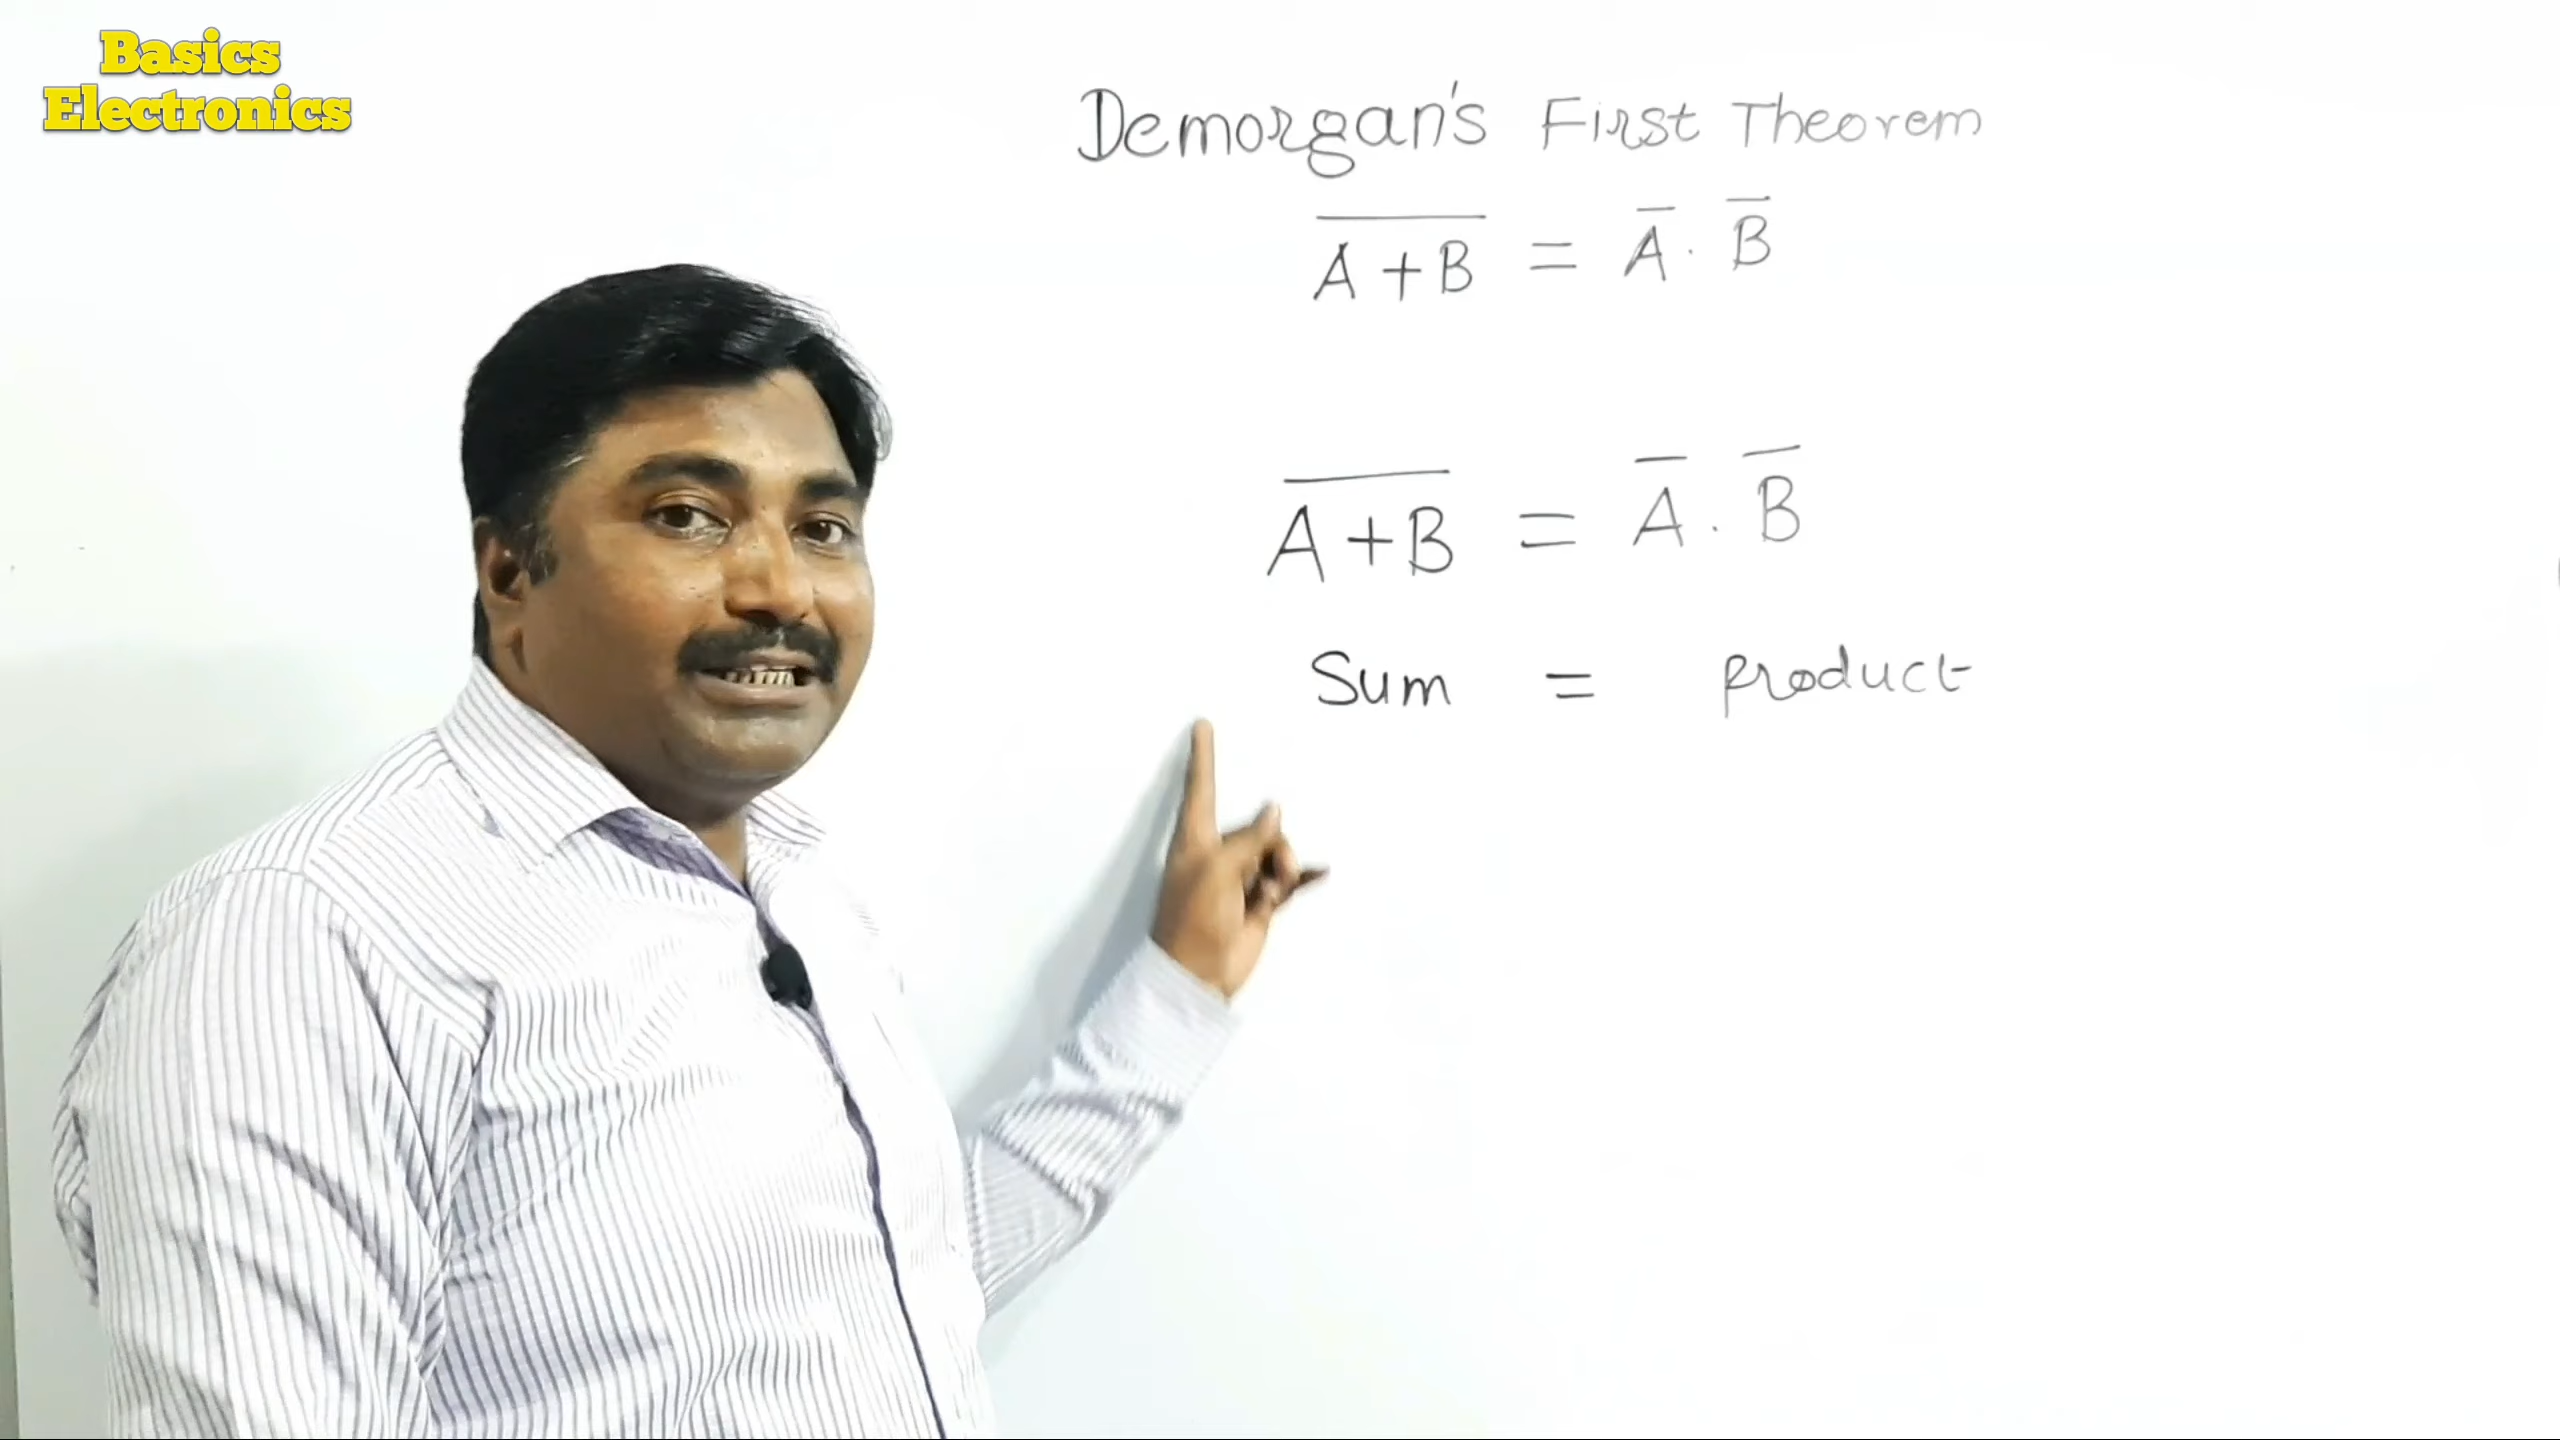 Basics
Electronics
Demorgan's First Theorem
A̅ ̅+̅ ̅B̅ = A̅ . B̅
A̅ ̅+̅ ̅B̅ = A̅ . B̅
Sum = product